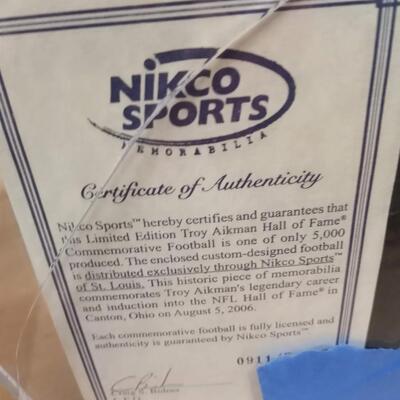 NIKCO
SPORTS
MEMORABILIA
Certificate of Authenticity
Nikco Sports™ hereby certifies and guarantees that
this Limited Edition Troy Aikman Hall of Fame®
Commemorative Football is one of only 5,000
produced. The enclosed custom-designed football
is distributed exclusively through Nikco Sports™
of St. Louis. This historic piece of memorabilia
commemorates Troy Aikman's legendary career
and induction into the NFL Hall of Fame® in
Canton, Ohio on August 5, 2006.
Each commemorative football is fully licensed and
authenticity is guaranteed by Nikco Sports™.
0911/